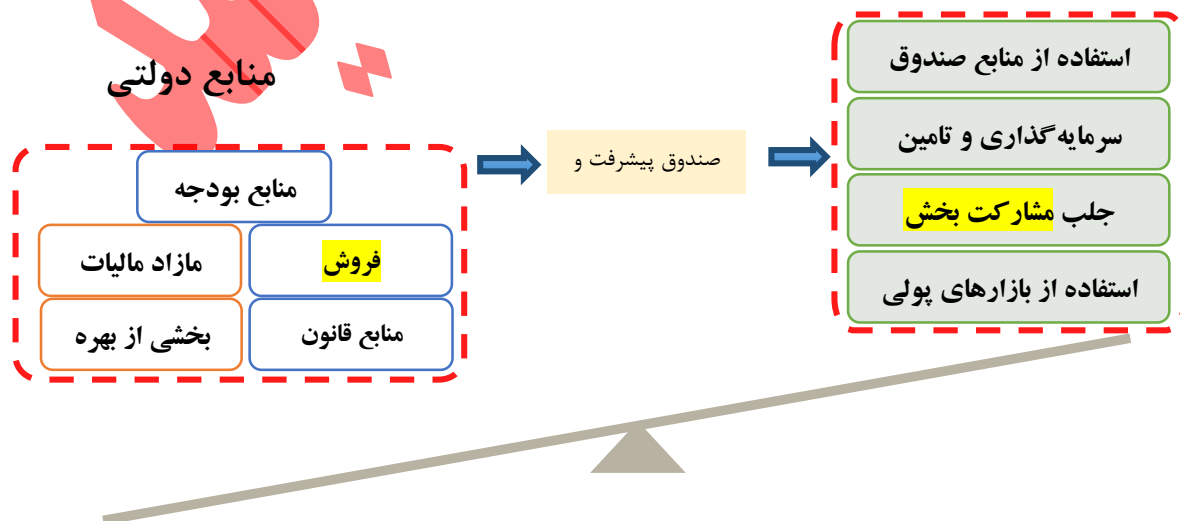 منابع دولتی
منابع بودجه
فروش
مازاد مالیات
منابع قانون
بخشی از بهره
صندوق پیشرفت و
استفاده از منابع صندوق
سرمایه‌گذاری و تامین
جلب مشارکت بخش
استفاده از بازارهای پولی